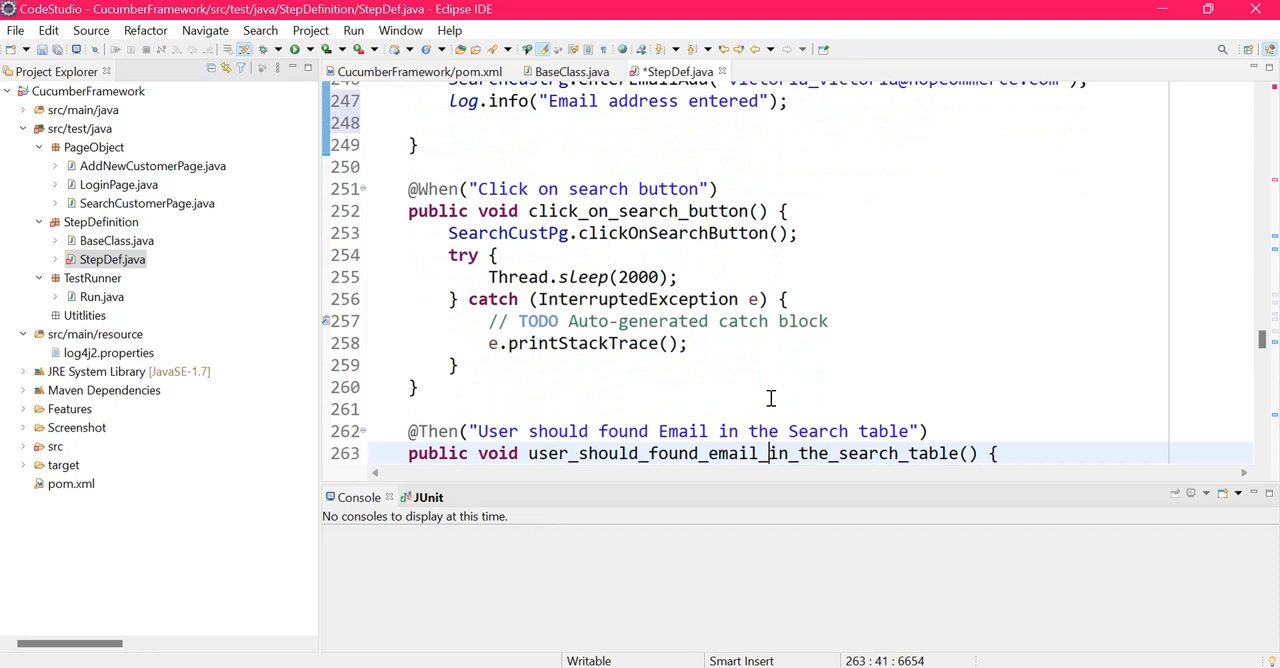 CodeStudio - CucumberFramework/src/test/java/StepDefinition/StepDef.java - Eclipse IDE
File Edit Source Refactor Navigate Search Project Run Window Help
Project Explorer
CucumberFramework/pom.xml BaseClass.java *StepDef.java
CucumberFramework
src/main/java
src/test/java
PageObject
AddNewCustomerPage.java
LoginPage.java
SearchCustomerPage.java
StepDefinition
BaseClass.java
StepDef.java
TestRunner
Run.java
Utitlities
src/main/resource
log4j2.properties
JRE System Library [JavaSE-1.7]
Maven Dependencies
Features
Screenshot
src
target
pom.xml
247 log.info("Email address entered");
248
249 }
250
251 @When("Click on search button")
252 public void click_on_search_button() {
253 SearchCustPg.clickOnSearchButton();
254 try {
255 Thread.sleep(2000);
256 } catch (InterruptedException e) {
257 // TODO Auto-generated catch block
258 e.printStackTrace();
259 }
260 }
261
262 @Then("User should found Email in the Search table")
263 public void user_should_found_email_in_the_search_table() {
Console JUnit
No consoles to display at this time.
Writable Smart Insert 263 : 41 : 6654